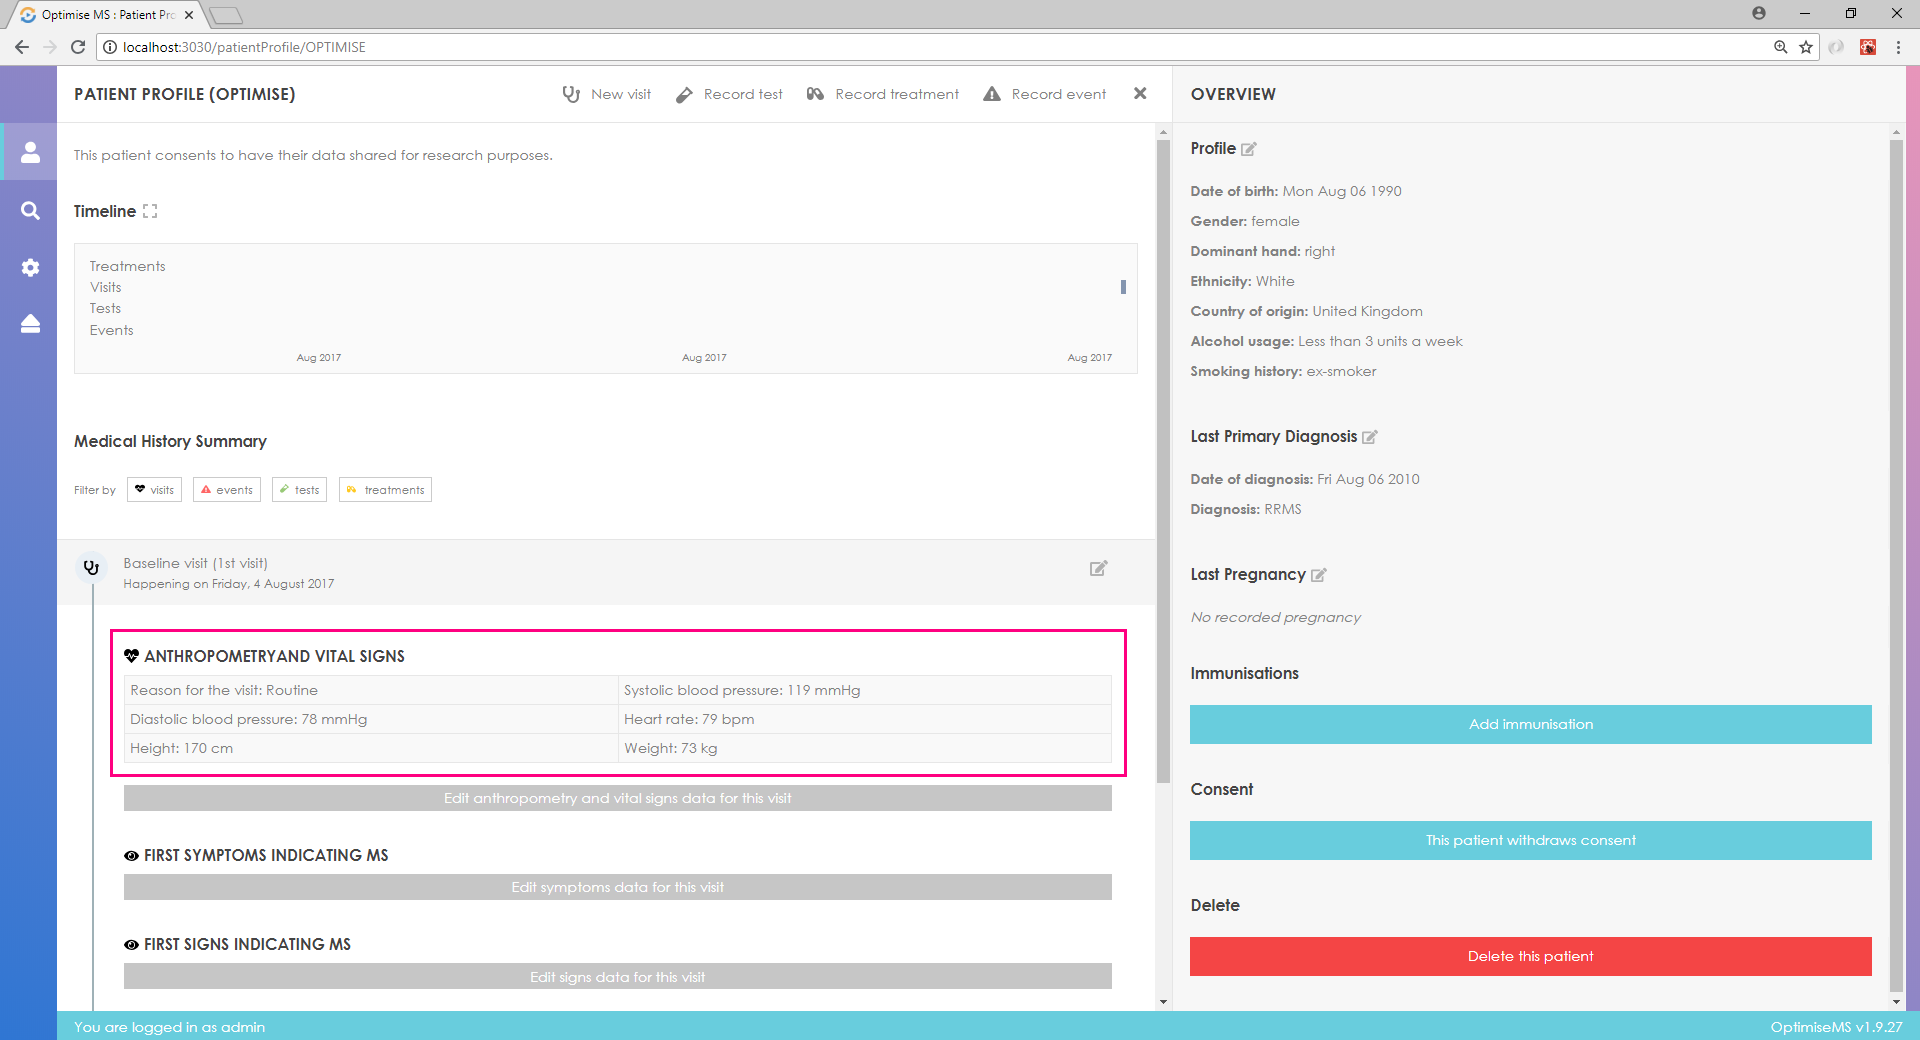 Optimise MS : Patient Pro
localhost:3030/patientProfile/OPTIMISE
PATIENT PROFILE (OPTIMISE)
New visit
Record test
Record treatment
Record event
This patient consents to have their data shared for research purposes.
Timeline
Treatments
Visits
Tests
Events
Aug 2017
Aug 2017
Aug 2017
Medical History Summary
Filter by
visits
events
tests
treatments
Baseline visit (1st visit)
Happening on Friday, 4 August 2017
ANTHROPOMETRYAND VITAL SIGNS
Reason for the visit: Routine
Systolic blood pressure: 119 mmHg
Diastolic blood pressure: 78 mmHg
Heart rate: 79 bpm
Height: 170 cm
Weight: 73 kg
Edit anthropometry and vital signs data for this visit
FIRST SYMPTOMS INDICATING MS
Edit symptoms data for this visit
FIRST SIGNS INDICATING MS
Edit signs data for this visit
OVERVIEW
Profile
Date of birth: Mon Aug 06 1990
Gender: female
Dominant hand: right
Ethnicity: White
Country of origin: United Kingdom
Alcohol usage: Less than 3 units a week
Smoking history: ex-smoker
Last Primary Diagnosis
Date of diagnosis: Fri Aug 06 2010
Diagnosis: RRMS
Last Pregnancy
No recorded pregnancy
Immunisations
Add immunisation
Consent
This patient withdraws consent
Delete
Delete this patient
You are logged in as admin
OptimiseMS v1.9.27